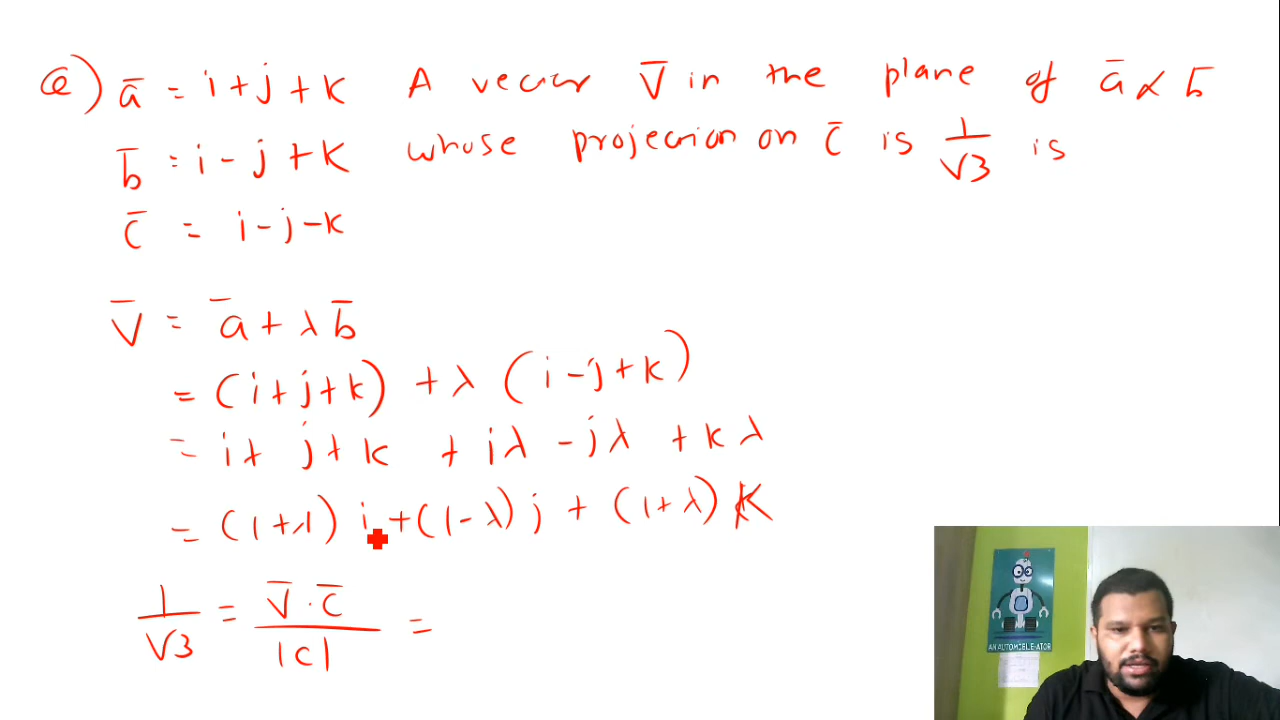 Q) a̅ = i + j + k A vector V̅ in the plane of a̅ & b̅
b̅ = i - j + k whose projection on c̅ is 1/√3 is
c̅ = i - j - k
V̅ = a̅ + λ b̅
= (i + j + k) + λ (i - j + k)
= i + j + k + iλ - jλ + kλ
= (1 + λ) i + (1 - λ) j + (1 + λ) k
1/√3 = V̅ · c̅ / |c| =
AN AUTOMOBILE-ATOR